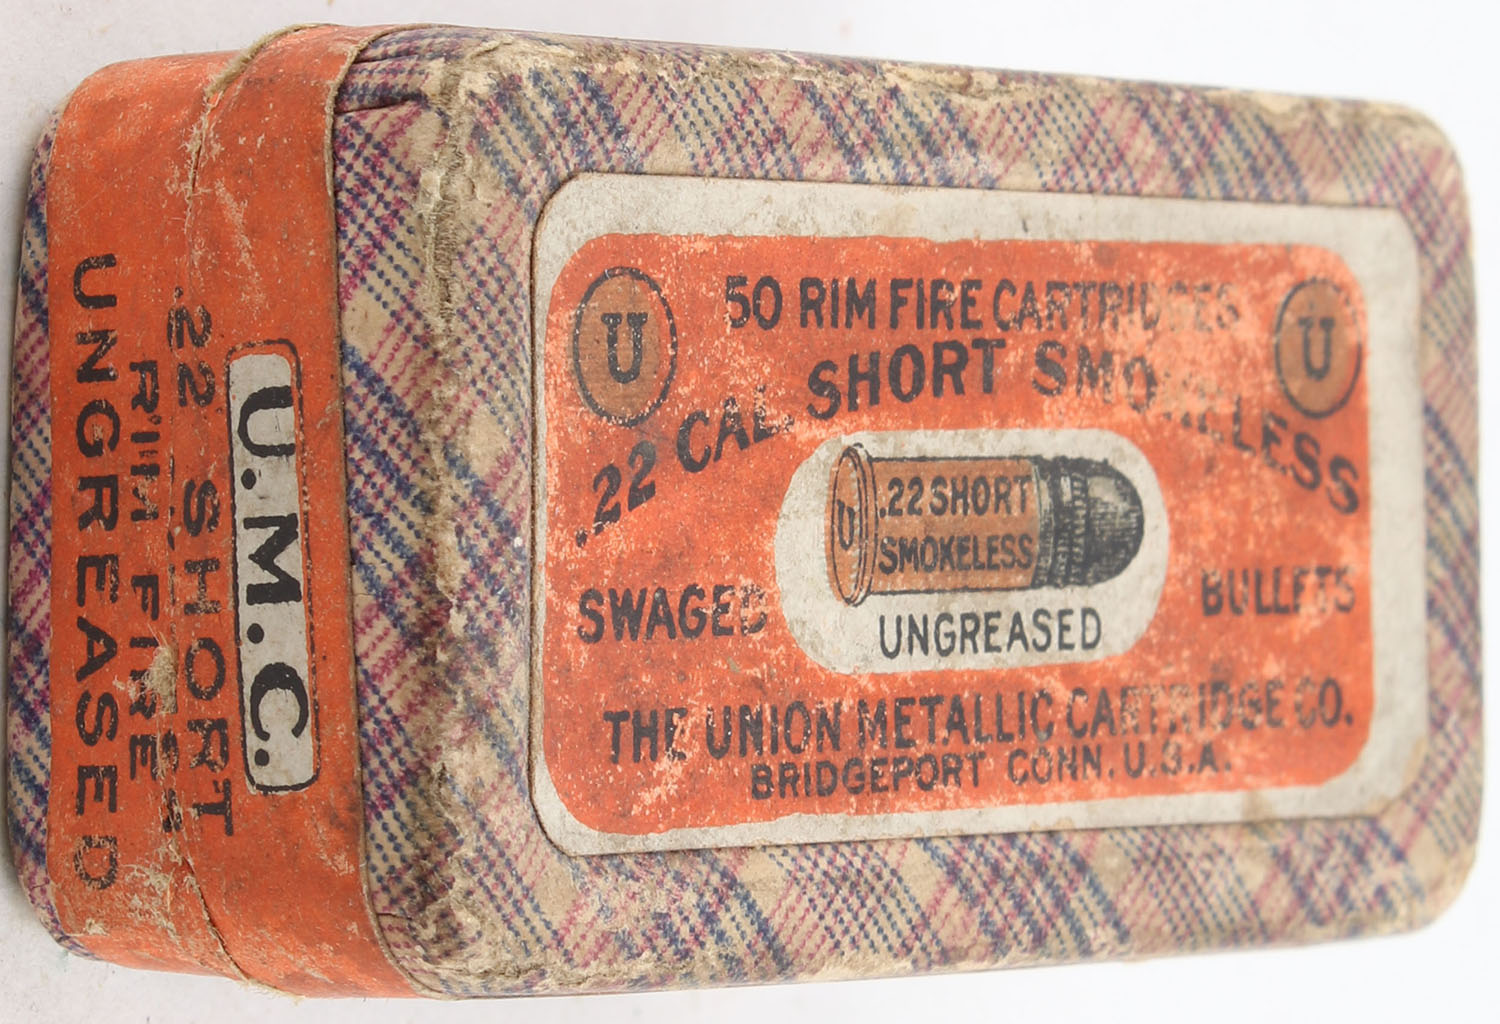 50 RIM FIRE CARTRIDGES
U
U
.22 CAL. SHORT SMOKELESS
U
.22 SHORT
SMOKELESS
SWAGED
BULLETS
UNGREASED
THE UNION METALLIC CARTRIDGE CO.
BRIDGEPORT CONN. U.S.A.
U.M.C.
.22 SHORT
RIM FIRE
UNGREASED